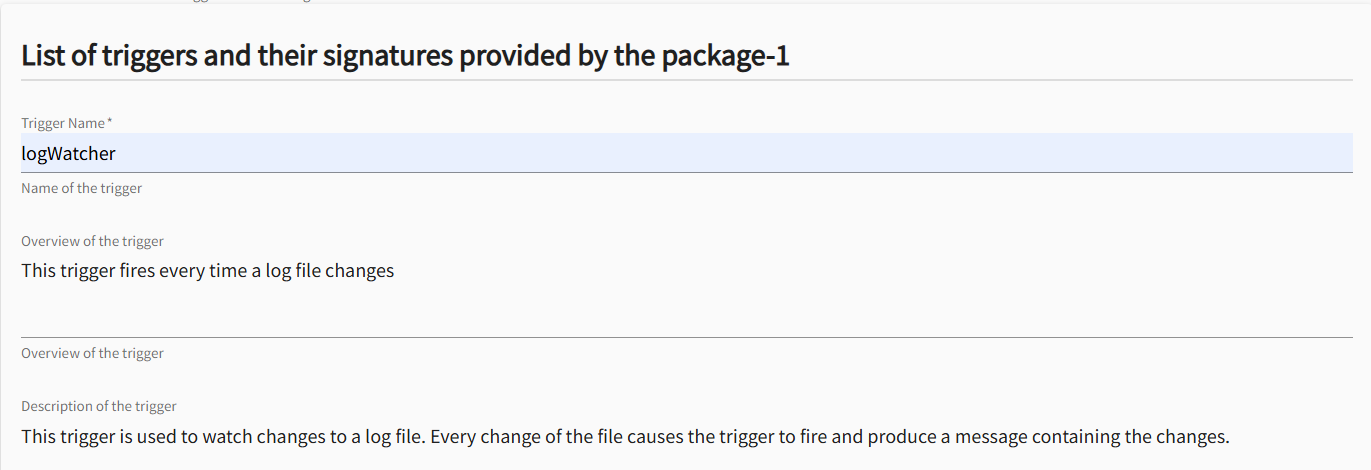 List of triggers and their signatures provided by the package-1
Trigger Name *
logWatcher
Name of the trigger
Overview of the trigger
This trigger fires every time a log file changes
Overview of the trigger
Description of the trigger
This trigger is used to watch changes to a log file. Every change of the file causes the trigger to fire and produce a message containing the changes.